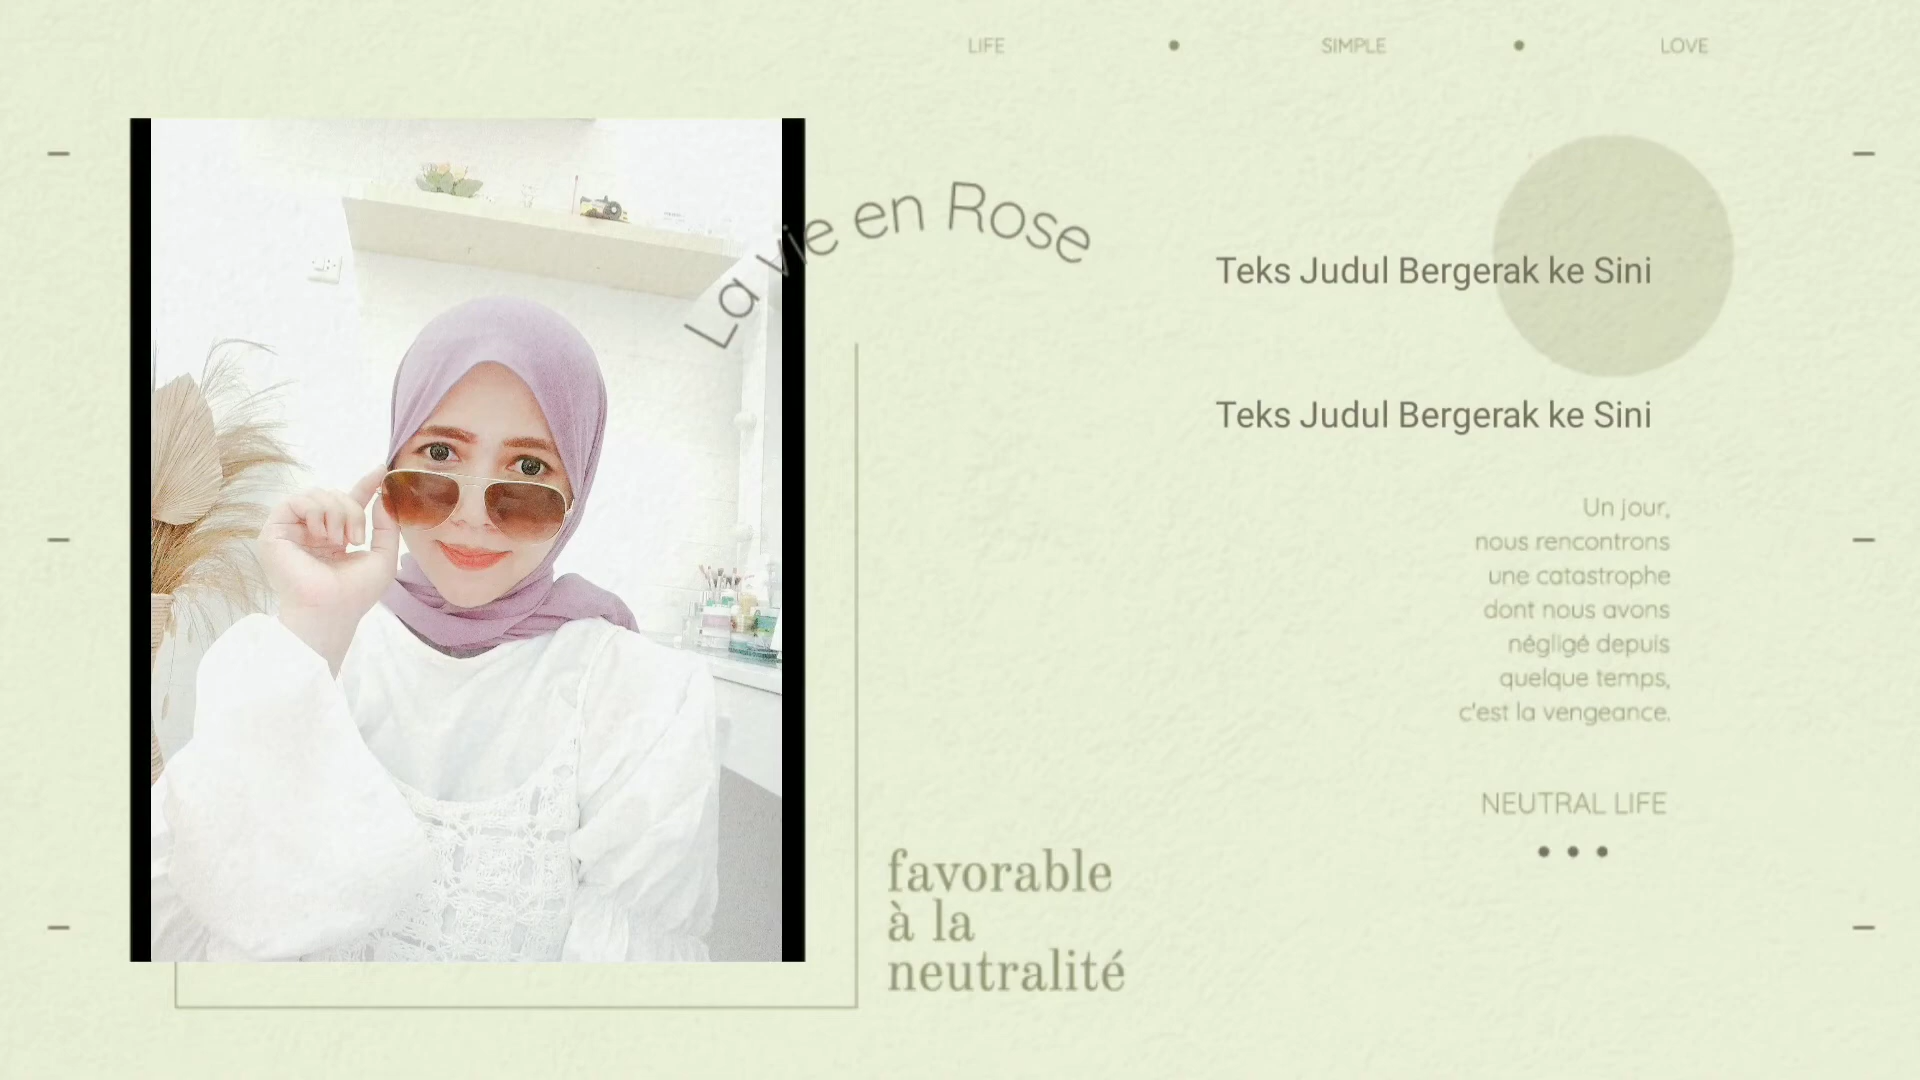 LIFE • SIMPLE • LOVE
La vie en Rose
Teks Judul Bergerak ke Sini
Teks Judul Bergerak ke Sini
Un jour,
nous rencontrons
une catastrophe
dont nous avons
négligé depuis
quelque temps,
c'est la vengeance.
NEUTRAL LIFE
favorable
à la
neutralité